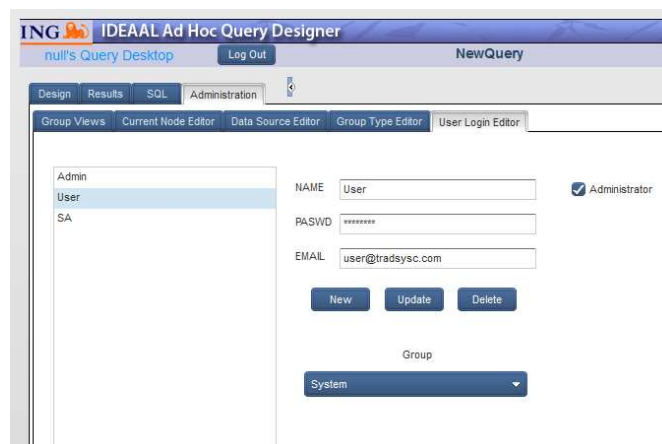 ING IDEAAL Ad Hoc Query Designer
null's Query Desktop Log Out NewQuery
Design Results SQL Administration
Group Views Current Node Editor Data Source Editor Group Type Editor User Login Editor
Admin
User
SA
NAME User Administrator
PASWD ********
EMAIL user@tradsysc.com
New Update Delete
Group
System